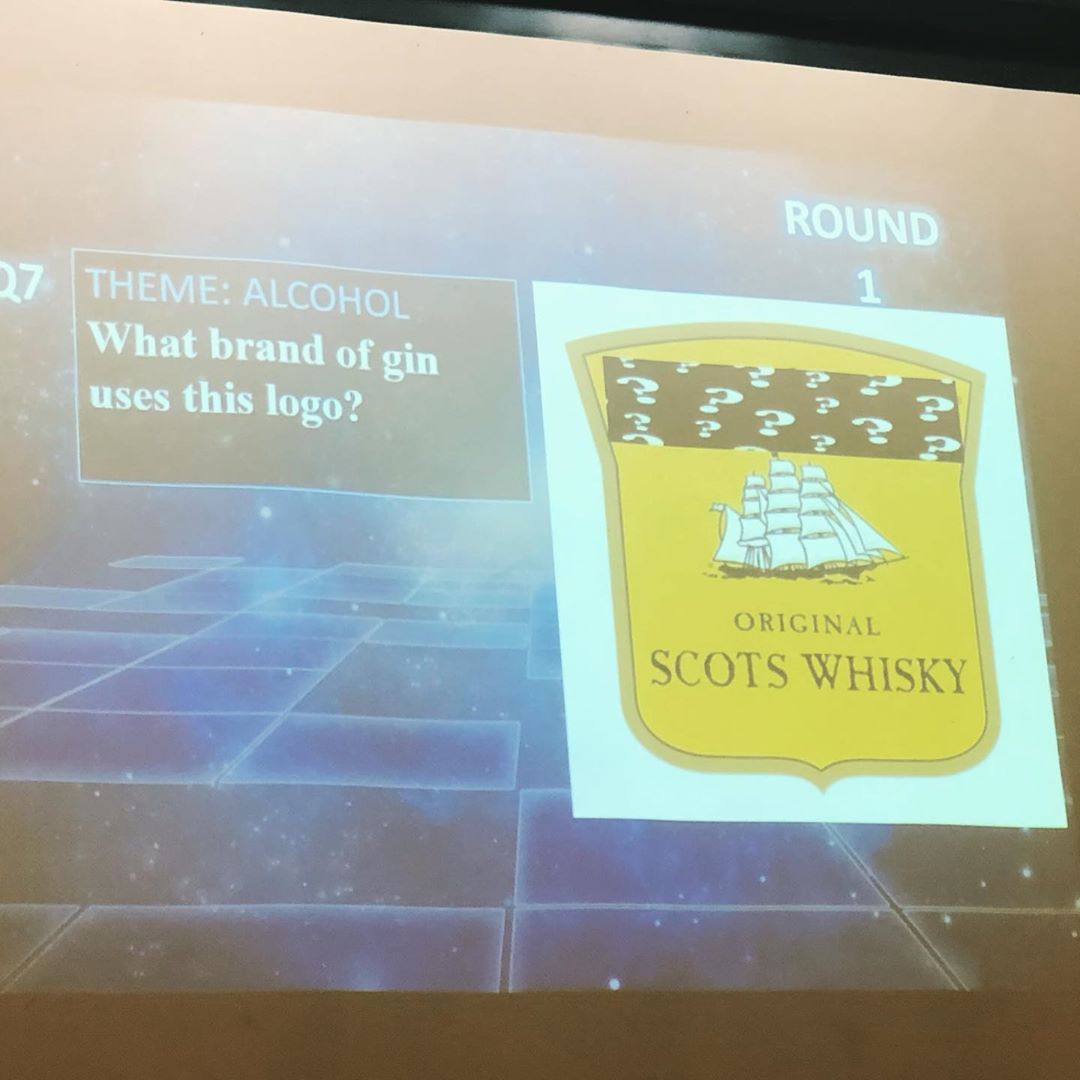 ROUND
1
Q7
THEME: ALCOHOL
What brand of gin
uses this logo?
? ? ? ? ?
? ? ? ? ? ?
? ? ? ? ?
? ? ?
ORIGINAL
SCOTS WHISKY